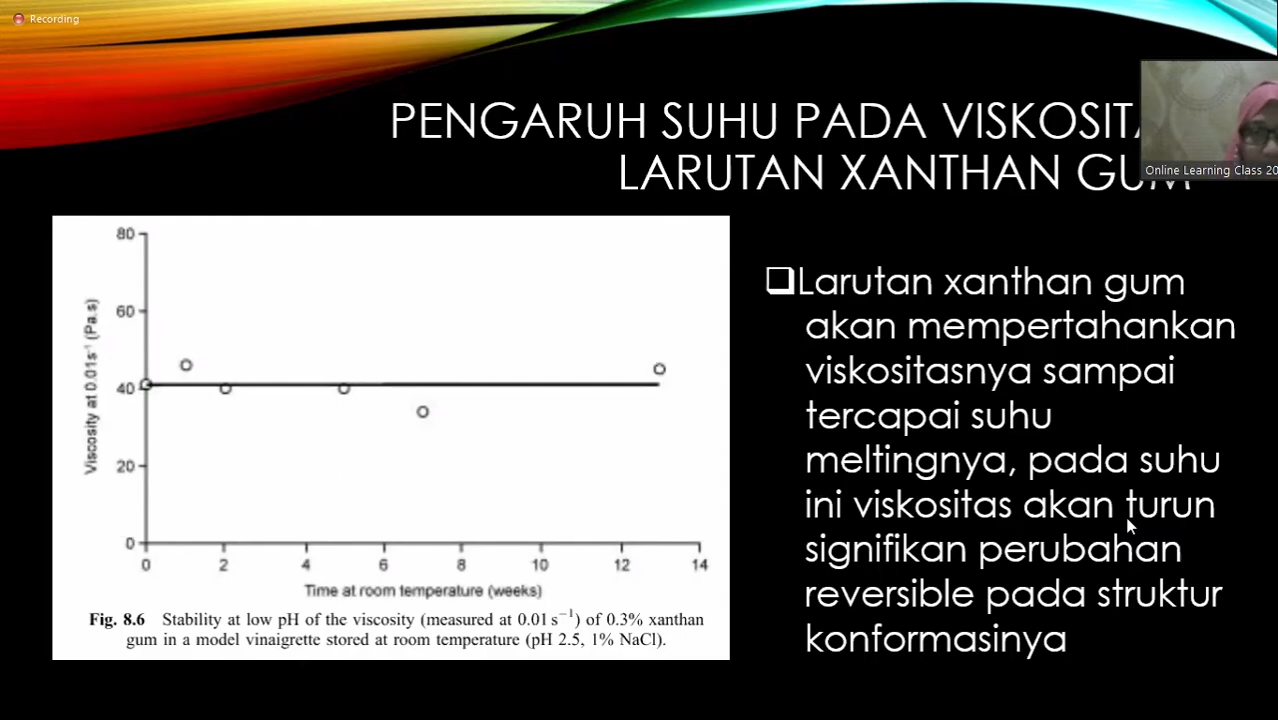 Recording
PENGARUH SUHU PADA
LARUTAN XANTHAN GUM
Online Learning Class
80
60
40
20
0
Viscosity at 0.01s⁻¹ (Pa.s)
0 2 4 6 8 10 12 14
Time at room temperature (weeks)
Fig. 8.6 Stability at low pH of the viscosity (measured at 0.01 s⁻¹) of 0.3% xanthan
gum in a model vinaigrette stored at room temperature (pH 2.5, 1% NaCl).
❑Larutan xanthan gum
akan mempertahankan
viskositasnya sampai
tercapai suhu
meltingnya, pada suhu
ini viskositas akan turun
signifikan perubahan
reversible pada struktur
konformasinya